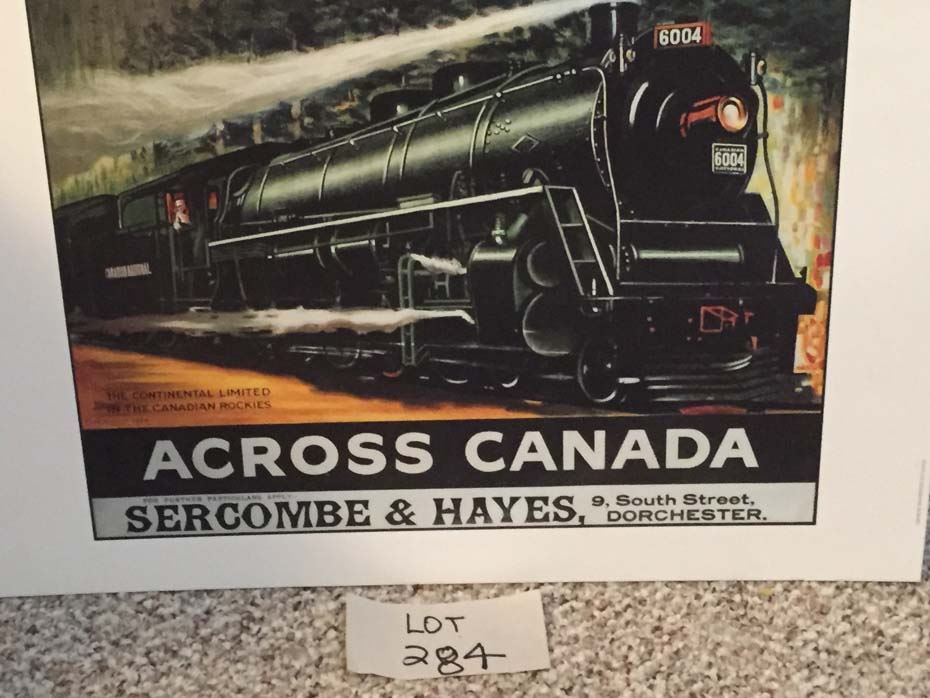 6004
CANADIAN
6004
NATIONAL
CANADIAN NATIONAL
THE CONTINENTAL LIMITED
IN THE CANADIAN ROCKIES
ACROSS CANADA
FOR FURTHER PARTICULARS APPLY
SERCOMBE & HAYES, 9, South Street,
DORCHESTER.
LOT
284